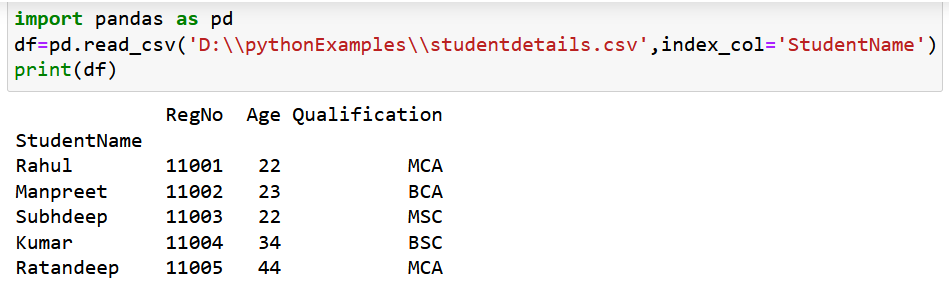 import pandas as pd
df=pd.read_csv('D:\\pythonExamples\\studentdetails.csv',index_col='StudentName')
print(df)
RegNo Age Qualification
StudentName
Rahul 11001 22 MCA
Manpreet 11002 23 BCA
Subhdeep 11003 22 MSC
Kumar 11004 34 BSC
Ratandeep 11005 44 MCA